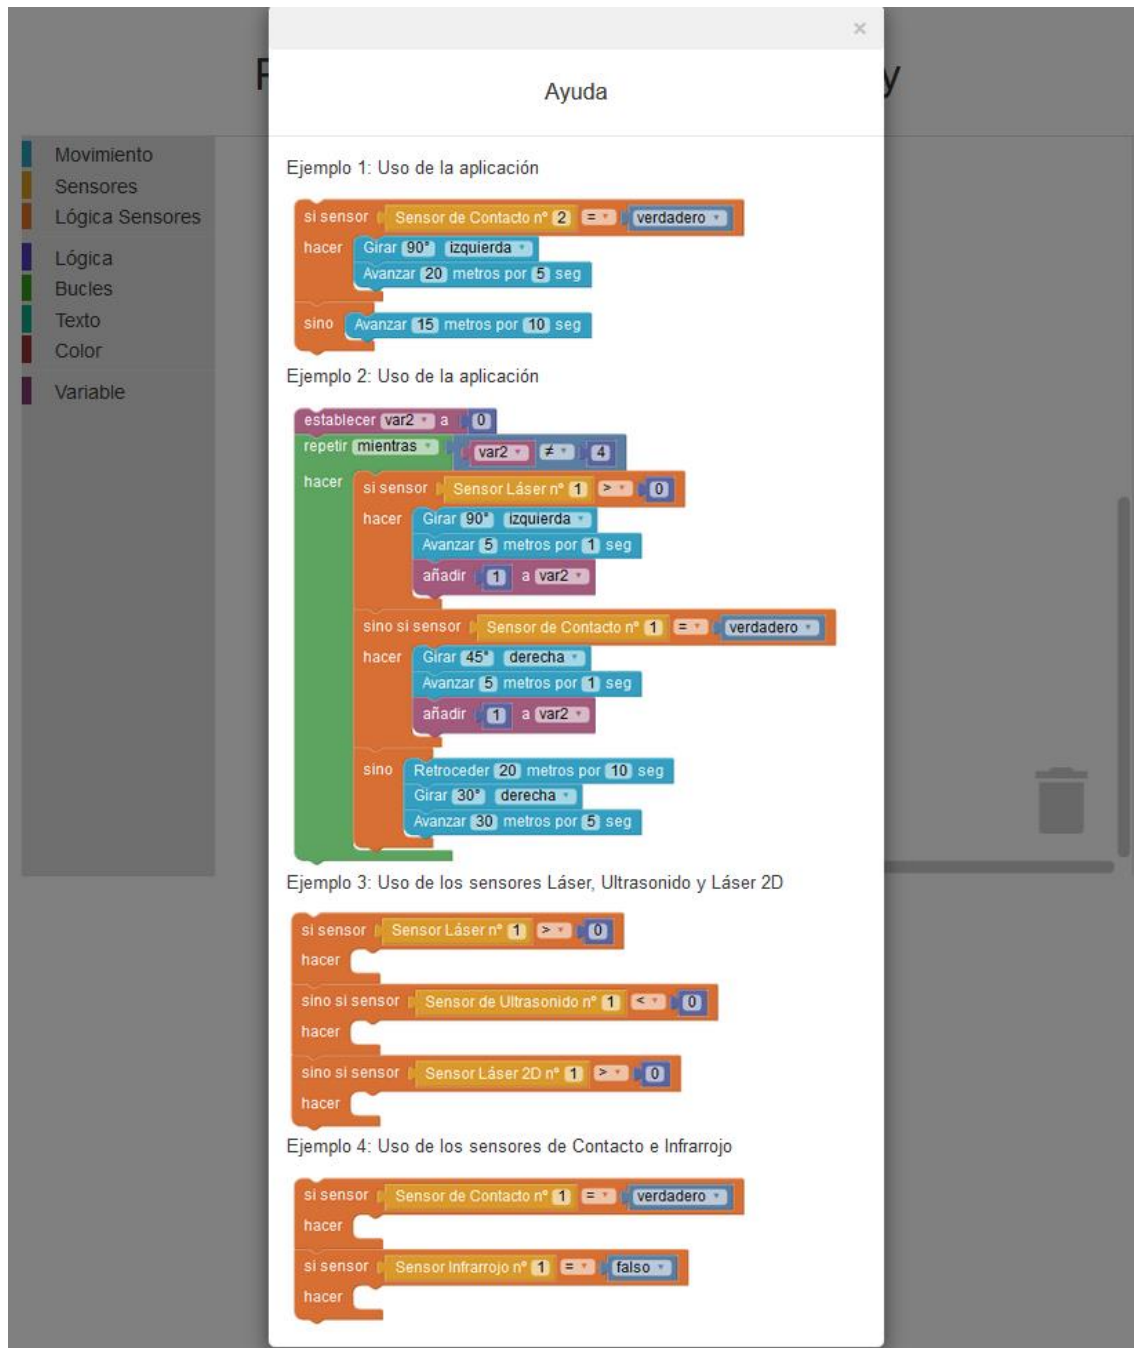 ×
Ayuda
Movimiento
Sensores
Lógica Sensores
Lógica
Bucles
Texto
Color
Variable
Ejemplo 1: Uso de la aplicación
si sensor Sensor de Contacto nº 2 = verdadero
hacer Girar 90° izquierda
Avanzar 20 metros por 5 seg
sino Avanzar 15 metros por 10 seg
Ejemplo 2: Uso de la aplicación
establecer var2 a 0
repetir mientras var2 ≠ 4
hacer si sensor Sensor Láser nº 1 > 0
hacer Girar 90° izquierda
Avanzar 5 metros por 1 seg
añadir 1 a var2
sino si sensor Sensor de Contacto nº 1 = verdadero
hacer Girar 45° derecha
Avanzar 5 metros por 1 seg
añadir 1 a var2
sino Retroceder 20 metros por 10 seg
Girar 30° derecha
Avanzar 30 metros por 5 seg
Ejemplo 3: Uso de los sensores Láser, Ultrasonido y Láser 2D
si sensor Sensor Láser nº 1 > 0
hacer
sino si sensor Sensor de Ultrasonido nº 1 < 0
hacer
sino si sensor Sensor Láser 2D nº 1 > 0
hacer
Ejemplo 4: Uso de los sensores de Contacto e Infrarrojo
si sensor Sensor de Contacto nº 1 = verdadero
hacer
si sensor Sensor Infrarrojo nº 1 = falso
hacer